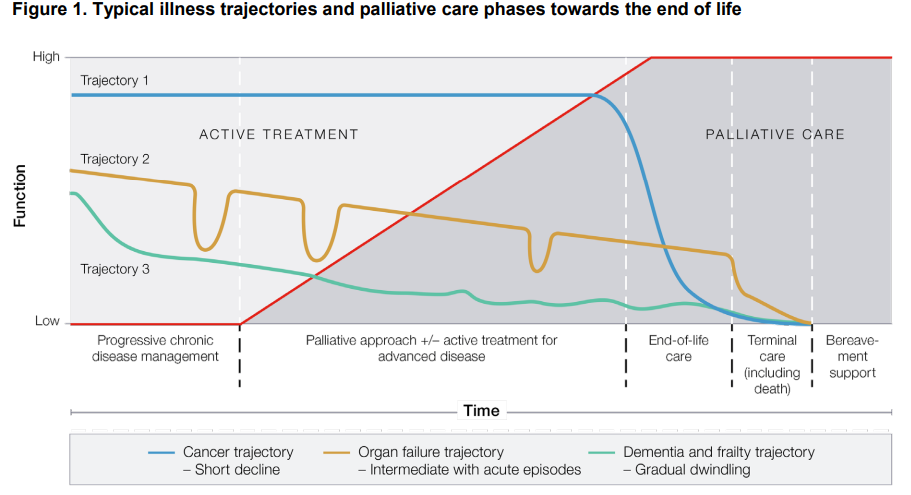 Figure 1. Typical illness trajectories and palliative care phases towards the end of life
High
Trajectory 1
ACTIVE TREATMENT
PALLIATIVE CARE
Trajectory 2
Function
Trajectory 3
Low
Progressive chronic
disease management
Palliative approach +/– active treatment for
advanced disease
End-of-life
care
Terminal
care
(including
death)
Bereave-
ment
support
Time
Cancer trajectory
– Short decline
Organ failure trajectory
– Intermediate with acute episodes
Dementia and frailty trajectory
– Gradual dwindling